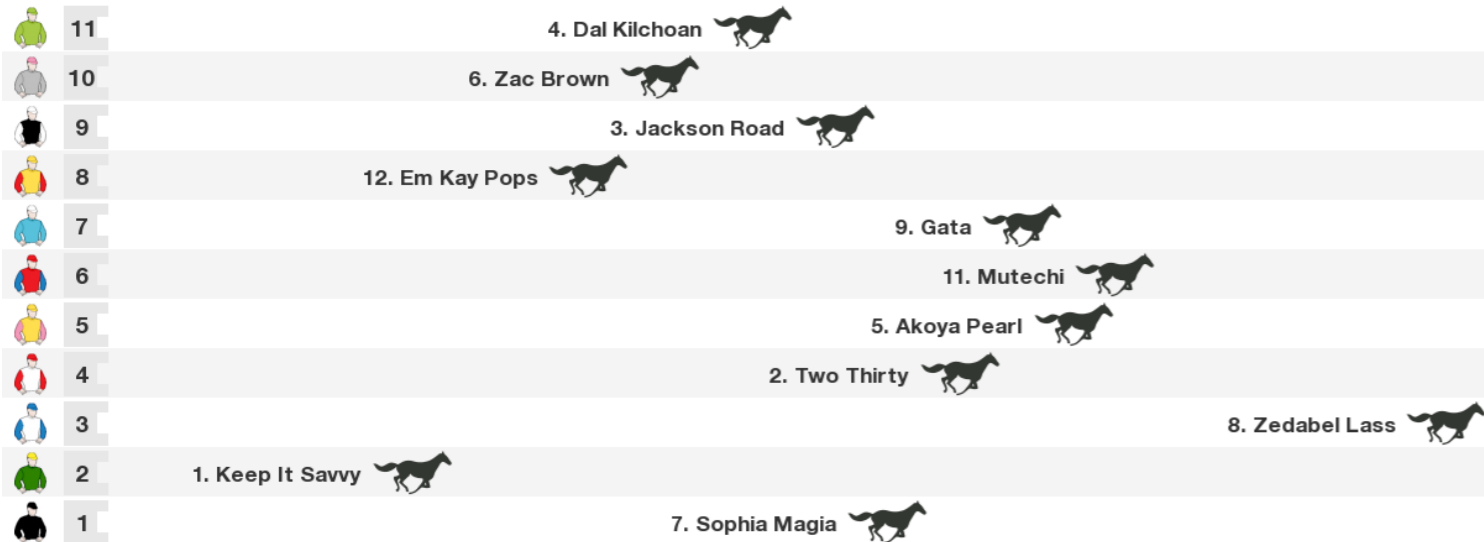 11 4. Dal Kilchoan
10 6. Zac Brown
9 3. Jackson Road
8 12. Em Kay Pops
7 9. Gata
6 11. Mutechi
5 5. Akoya Pearl
4 2. Two Thirty
3 8. Zedabel Lass
2 1. Keep It Savvy
1 7. Sophia Magia